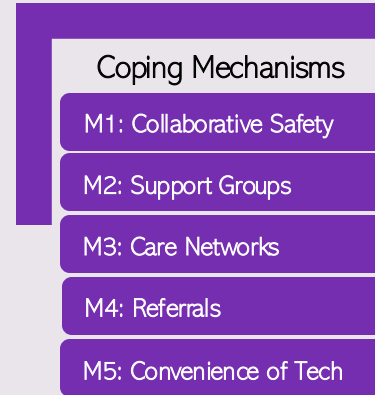 Coping Mechanisms
M1: Collaborative Safety
M2: Support Groups
M3: Care Networks
M4: Referrals
M5: Convenience of Tech